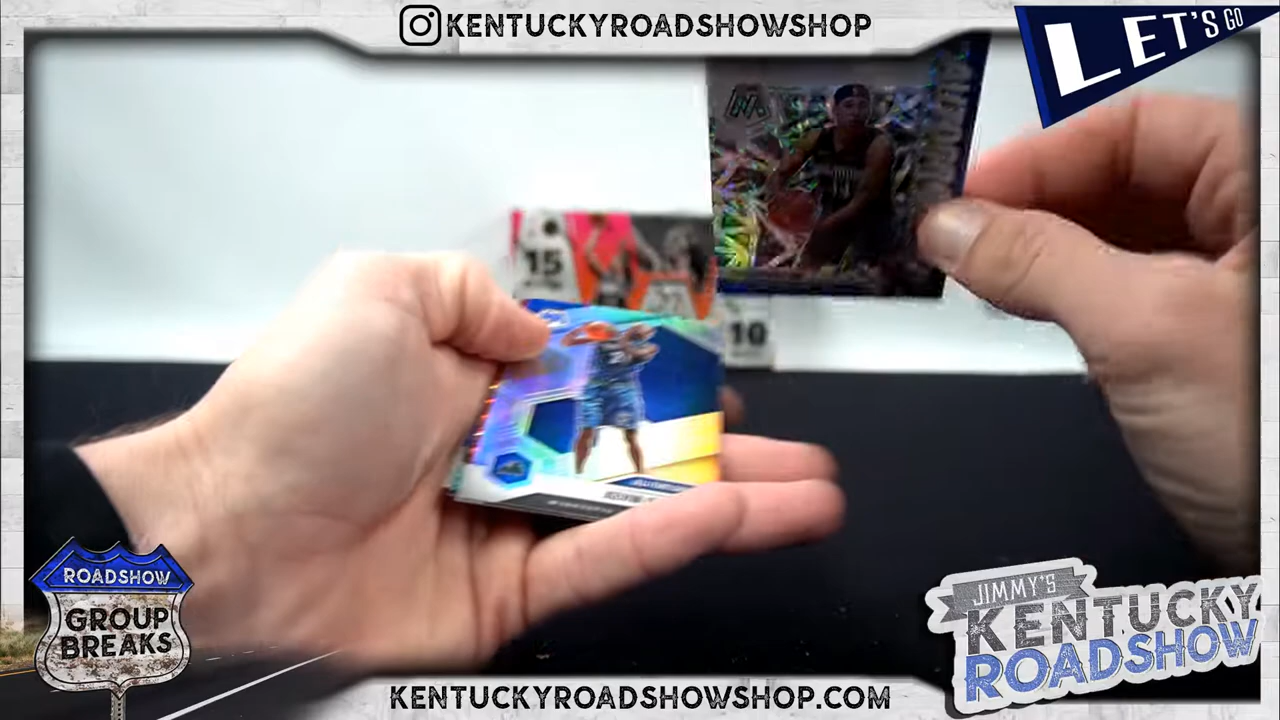 KENTUCKYROADSHOWSHOP
LET'S GO
15
10
ROADSHOW
GROUP
BREAKS
JIMMY'S
KENTUCKY
ROADSHOW
KENTUCKYROADSHOWSHOP.COM